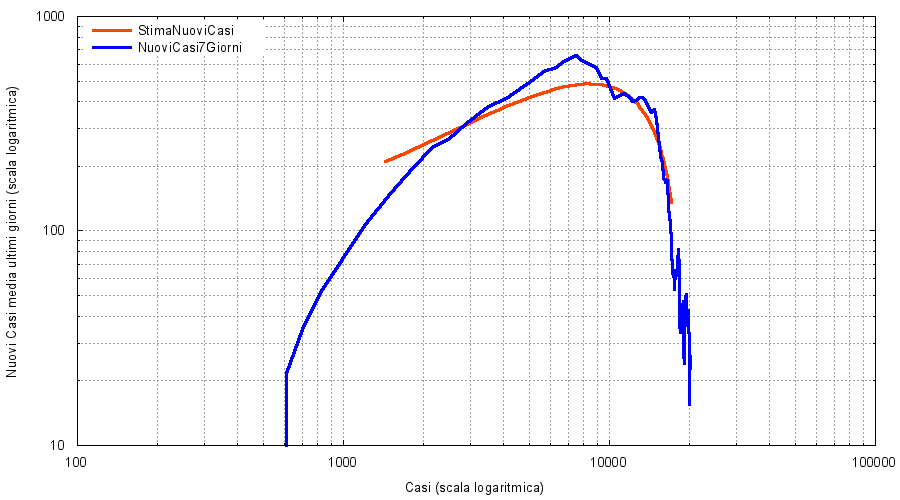 1000
StimaNuoviCasi
NuoviCasi7Giorni
100
10
Nuovi Casi media ultimi giorni (scala logaritmica)
100 1000 10000 100000
Casi (scala logaritmica)